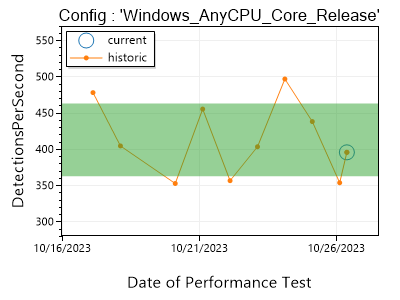 Config : 'Windows_AnyCPU_Core_Release'
550
500
450
400
350
300
DetectionsPerSecond
current
historic
10/16/2023
10/21/2023
10/26/2023
Date of Performance Test